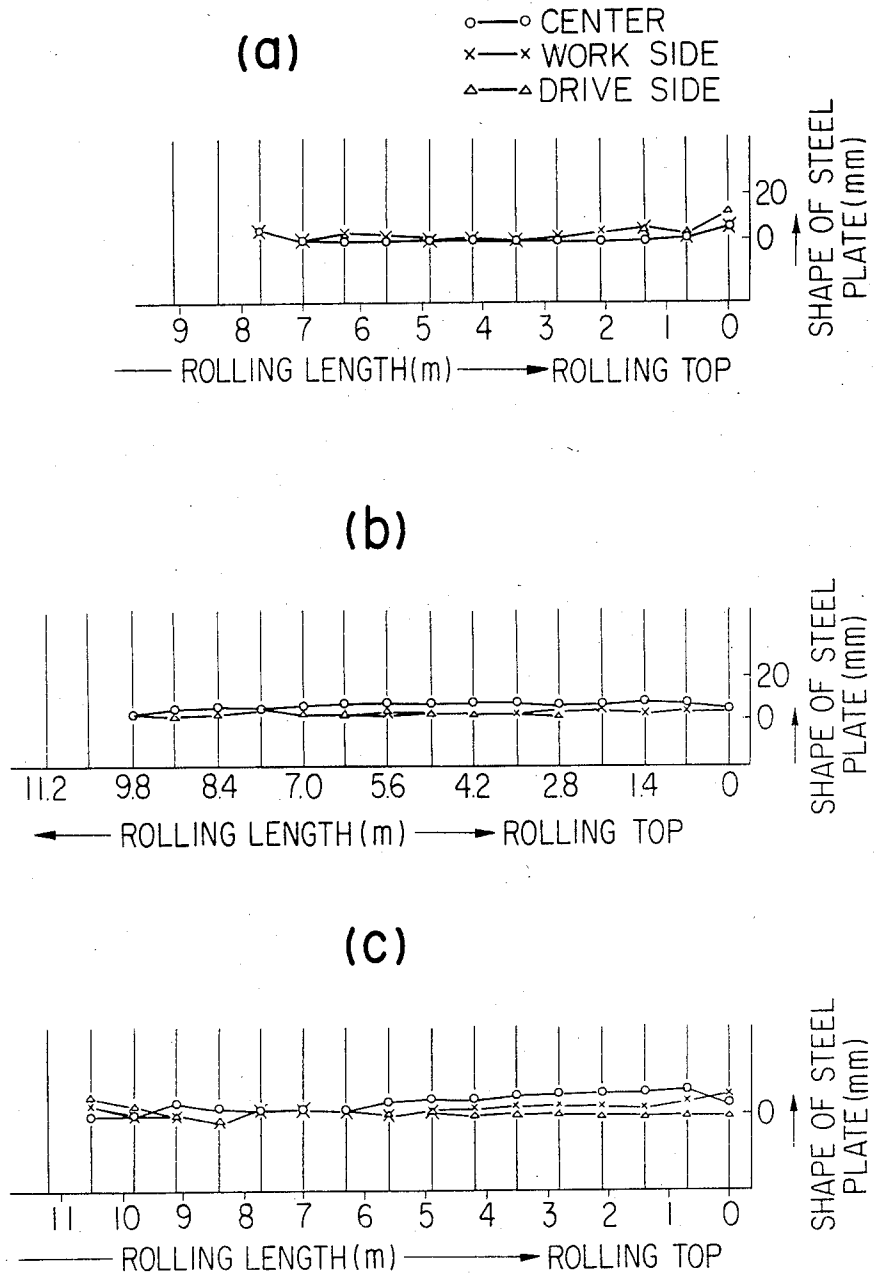 (a)
CENTER
WORK SIDE
DRIVE SIDE
20
0
SHAPE OF STEEL
PLATE (mm)
9 8 7 6 5 4 3 2 1 0
ROLLING LENGTH (m) ROLLING TOP
(b)
20
0
SHAPE OF STEEL
PLATE (mm)
11.2 9.8 8.4 7.0 5.6 4.2 2.8 1.4 0
ROLLING LENGTH (m) ROLLING TOP
(c)
0
SHAPE OF STEEL
PLATE (mm)
11 10 9 8 7 6 5 4 3 2 1 0
ROLLING LENGTH (m) ROLLING TOP